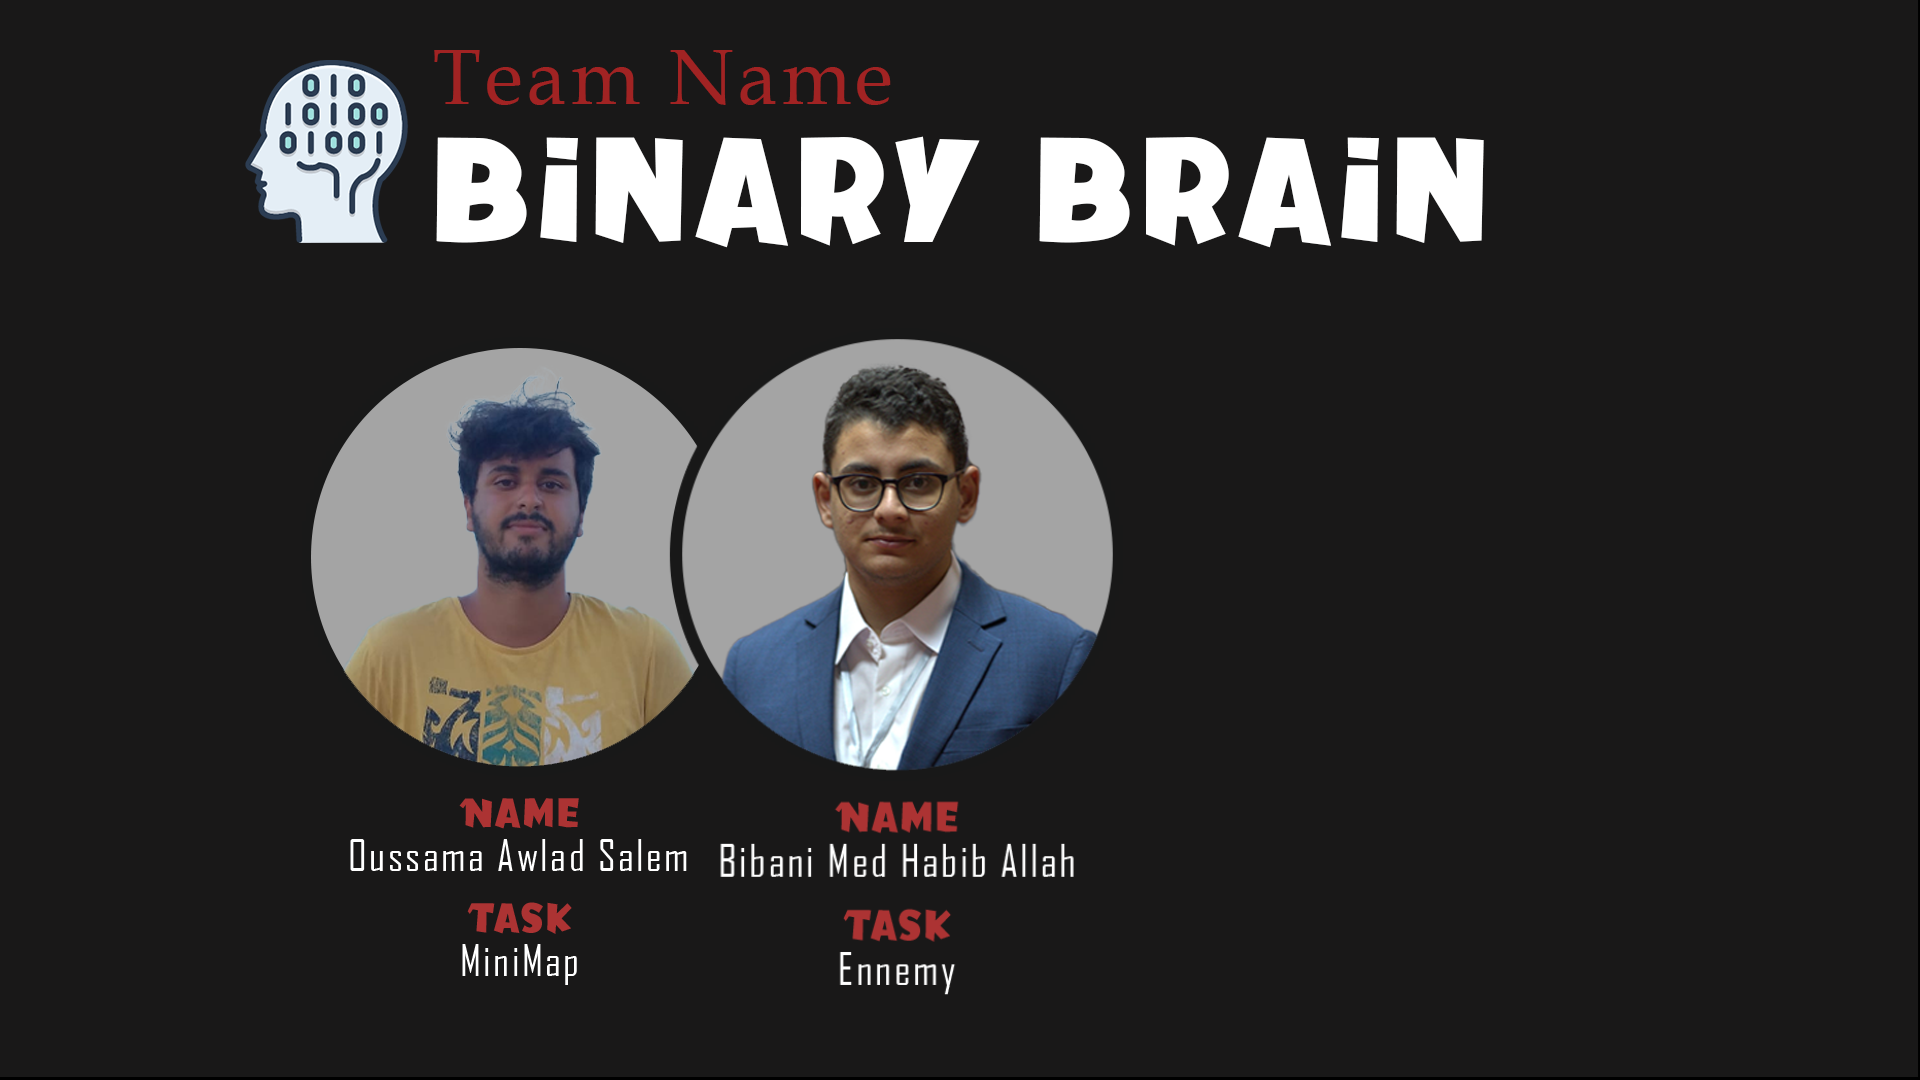 Team Name
010
10100
01001
BiNARY BRAiN
NAME
Oussama Awlad Salem
TASK
MiniMap
NAME
Bibani Med Habib Allah
TASK
Ennemy